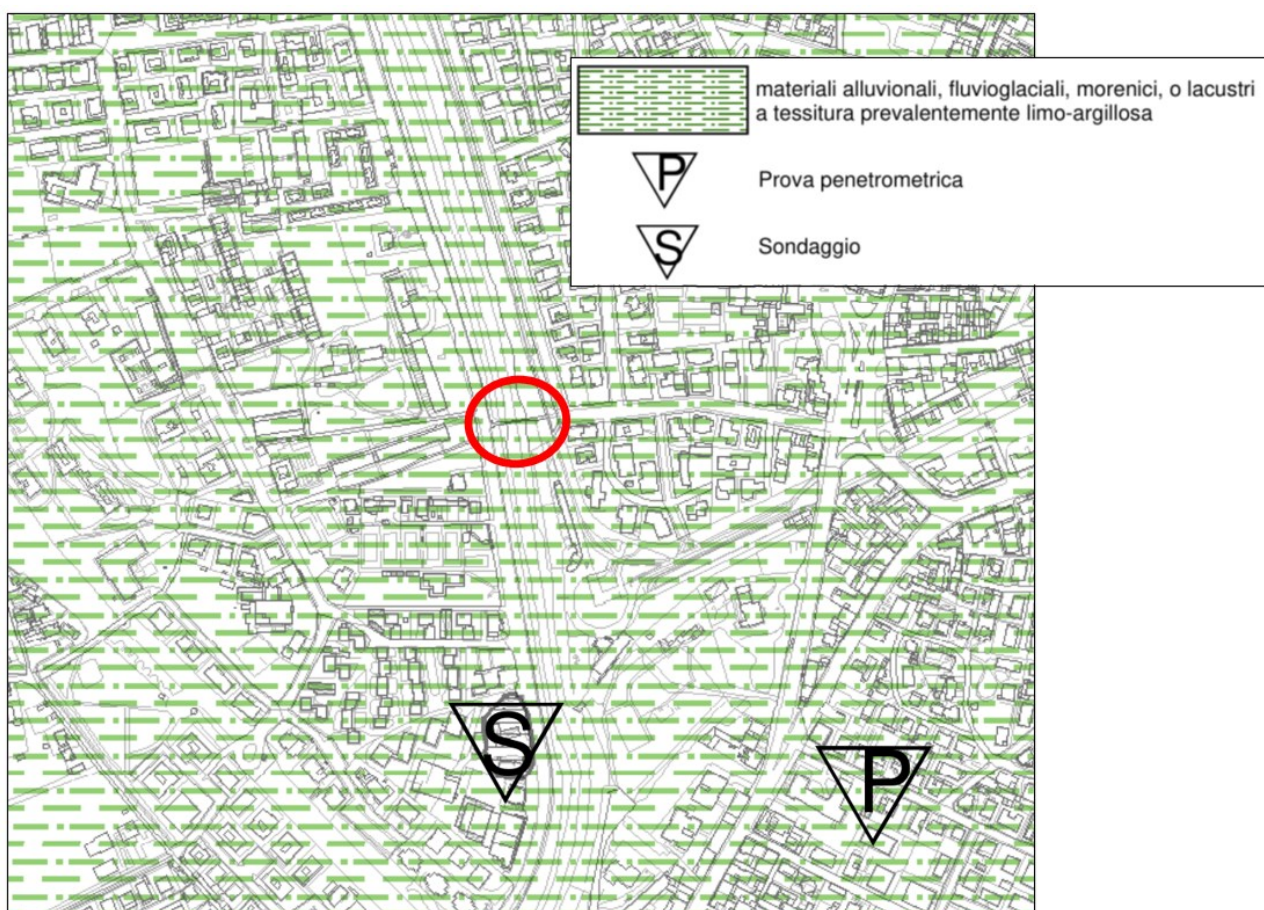 materiali alluvionali, fluvioglaciali, morenici, o lacustri
a tessitura prevalentemente limo-argillosa
P
Prova penetrometrica
S
Sondaggio
S
P